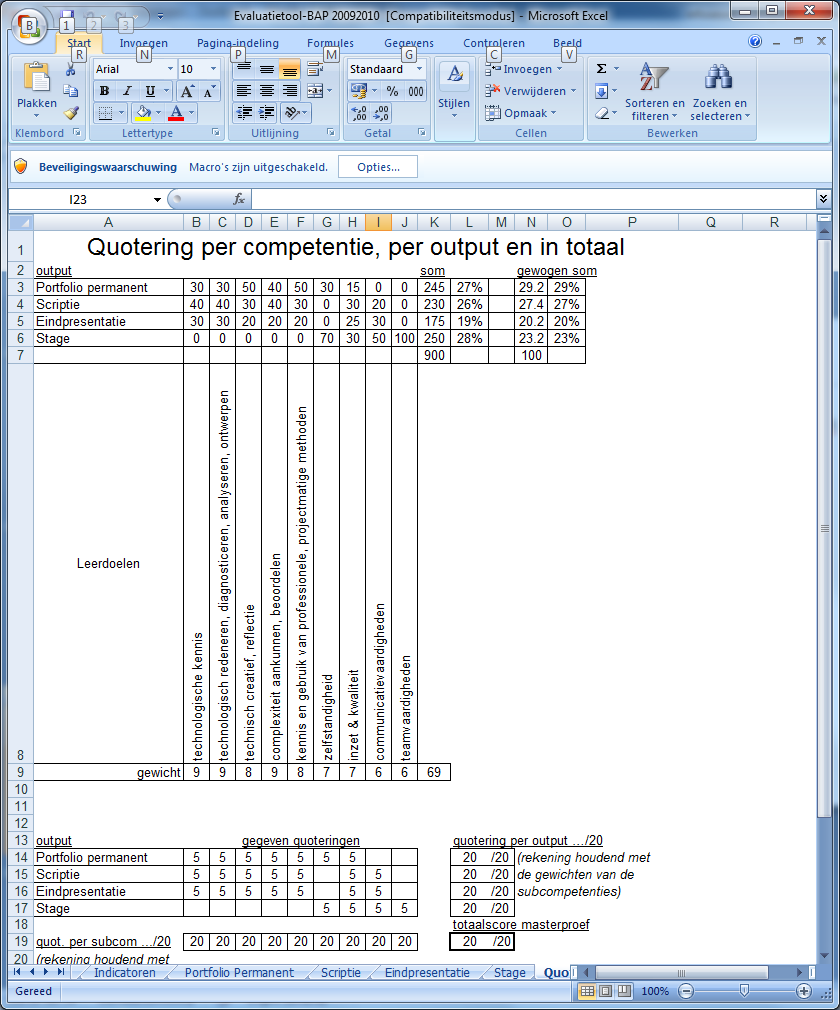 Evaluatietool-BAP 20092010 [Compatibiliteitsmodus] - Microsoft Excel
B 1 2 3
Start Invoegen Pagina-indeling Formules Gegevens Controleren Beeld
R N P M G C V
Plakken
Arial 10
B I U A A
A
Standaard
% 000
,00 ,0
A
Stijlen
Invoegen
Verwijderen
Opmaak
Σ
Sorteren en filteren
Zoeken en selecteren
Klembord Lettertype Uitlijning Getal Cellen Bewerken
Beveiligingswaarschuwing Macro's zijn uitgeschakeld. Opties...
I23 fx
A B C D E F G H I J K L M N O P Q R
1 Quotering per competentie, per output en in totaal
2 output som gewogen som
3 Portfolio permanent 30 30 50 40 50 30 15 0 0 245 27% 29.2 29%
4 Scriptie 40 40 30 40 30 0 30 20 0 230 26% 27.4 27%
5 Eindpresentatie 30 30 20 20 20 0 25 30 0 175 19% 20.2 20%
6 Stage 0 0 0 0 0 70 30 50 100 250 28% 23.2 23%
7 900 100
8 Leerdoelen
technologische kennis
technologisch redeneren, diagnosticeren, analyseren, ontwerpen
technisch creatief, reflectie
complexiteit aankunnen, beoordelen
kennis en gebruik van professionele, projectmatige methoden
zelfstandigheid
inzet & kwaliteit
communicatievaardigheden
teamvaardigheden
9 gewicht 9 9 8 9 8 7 7 6 6 69
10
11
12
13 output gegeven quoteringen quotering per output .../20
14 Portfolio permanent 5 5 5 5 5 5 5 20 /20 (rekening houdend met
15 Scriptie 5 5 5 5 5 5 5 20 /20 de gewichten van de
16 Eindpresentatie 5 5 5 5 5 5 5 20 /20 subcompetenties)
17 Stage 5 5 5 5 20 /20
18 totaalscore masterproef
19 quot. per subcom .../20 20 20 20 20 20 20 20 20 20 20 /20
20 (rekening houdend met
Indicatoren Portfolio Permanent Scriptie Eindpresentatie Stage Quo
Gereed 100%